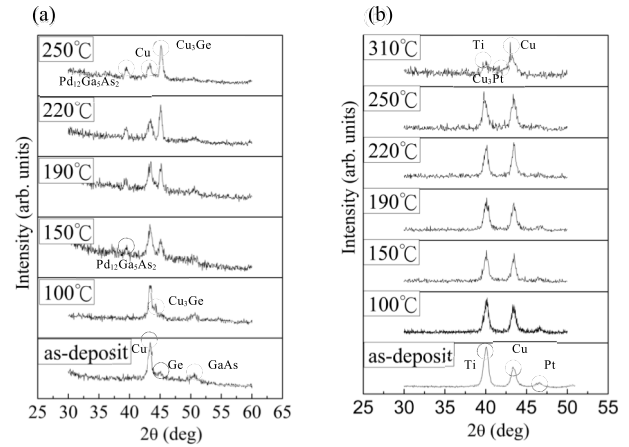 (a)
Intensity (arb. units)
250℃
Cu
Cu₃Ge
Pd₁₂Ga₅As₂
220℃
190℃
150℃
Pd₁₂Ga₅As₂
100℃
Cu₃Ge
as-deposit
Cu
Ge
GaAs
25 30 35 40 45 50 55 60 65
2θ (deg)
(b)
Intensity (arb. units)
310℃
Ti
Cu
Cu₃Pt
250℃
220℃
190℃
150℃
100℃
as-deposit
Ti
Cu
Pt
25 30 35 40 45 50 55
2θ (deg)